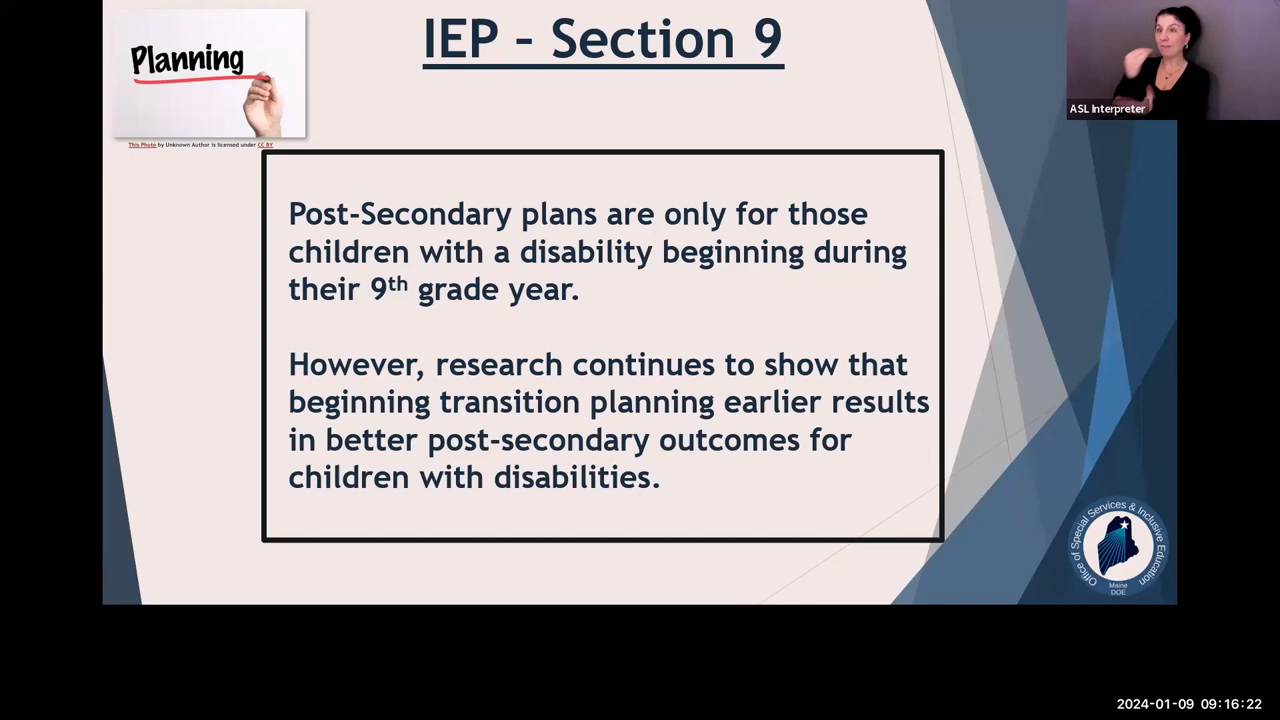 IEP – Section 9
Planning
This Photo by Unknown Author is licensed under CC BY
ASL Interpreter
Post-Secondary plans are only for those
children with a disability beginning during
their 9th grade year.
However, research continues to show that
beginning transition planning earlier results
in better post-secondary outcomes for
children with disabilities.
Office of Special Services & Inclusive Education
Maine
DOE
2024-01-09 09:16:22